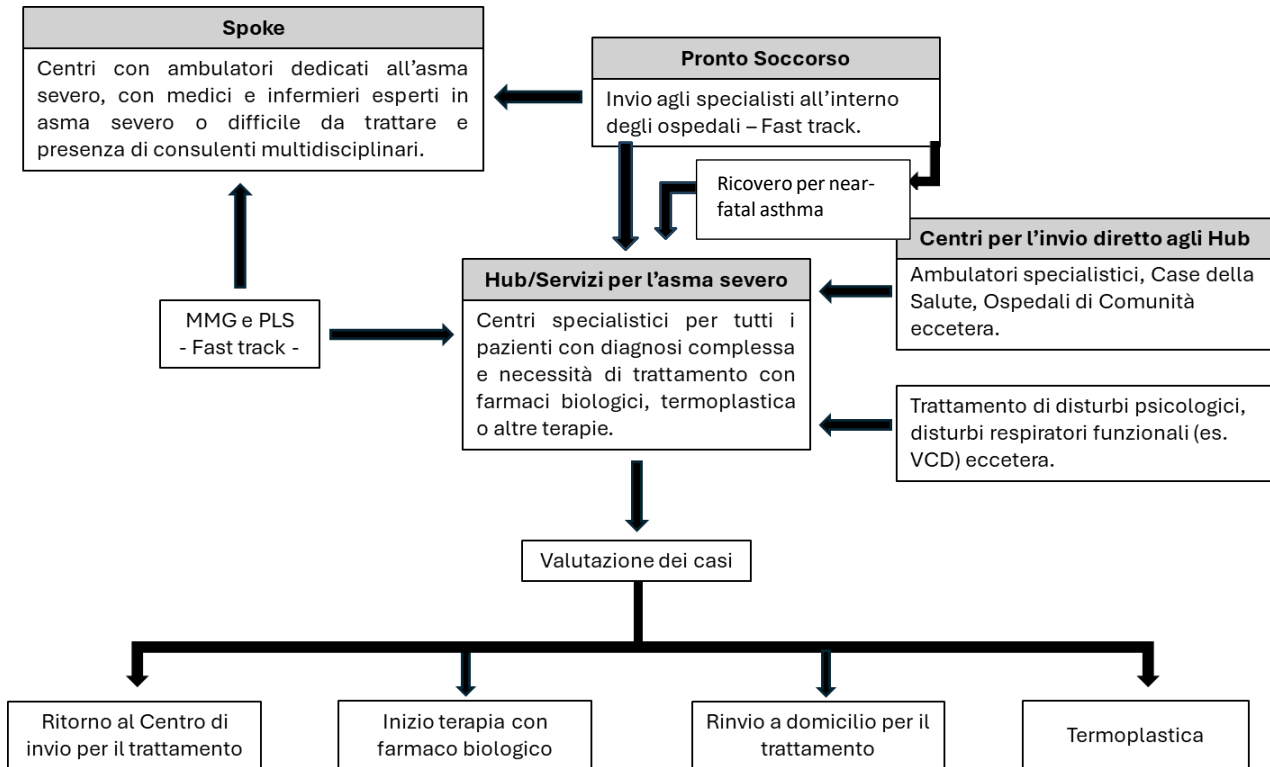 Spoke
Centri con ambulatori dedicati all’asma
severo, con medici e infermieri esperti in
asma severo o difficile da trattare e
presenza di consulenti multidisciplinari.
Pronto Soccorso
Invio agli specialisti all’interno
degli ospedali – Fast track.
Ricovero per near-
fatal asthma
Centri per l’invio diretto agli Hub
Ambulatori specialistici, Case della
Salute, Ospedali di Comunità
eccetera.
Hub/Servizi per l’asma severo
Centri specialistici per tutti i
pazienti con diagnosi complessa
e necessità di trattamento con
farmaci biologici, termoplastica
o altre terapie.
MMG e PLS
- Fast track -
Trattamento di disturbi psicologici,
disturbi respiratori funzionali (es.
VCD) eccetera.
Valutazione dei casi
Ritorno al Centro di
invio per il trattamento
Inizio terapia con
farmaco biologico
Rinvio a domicilio per il
trattamento
Termoplastica